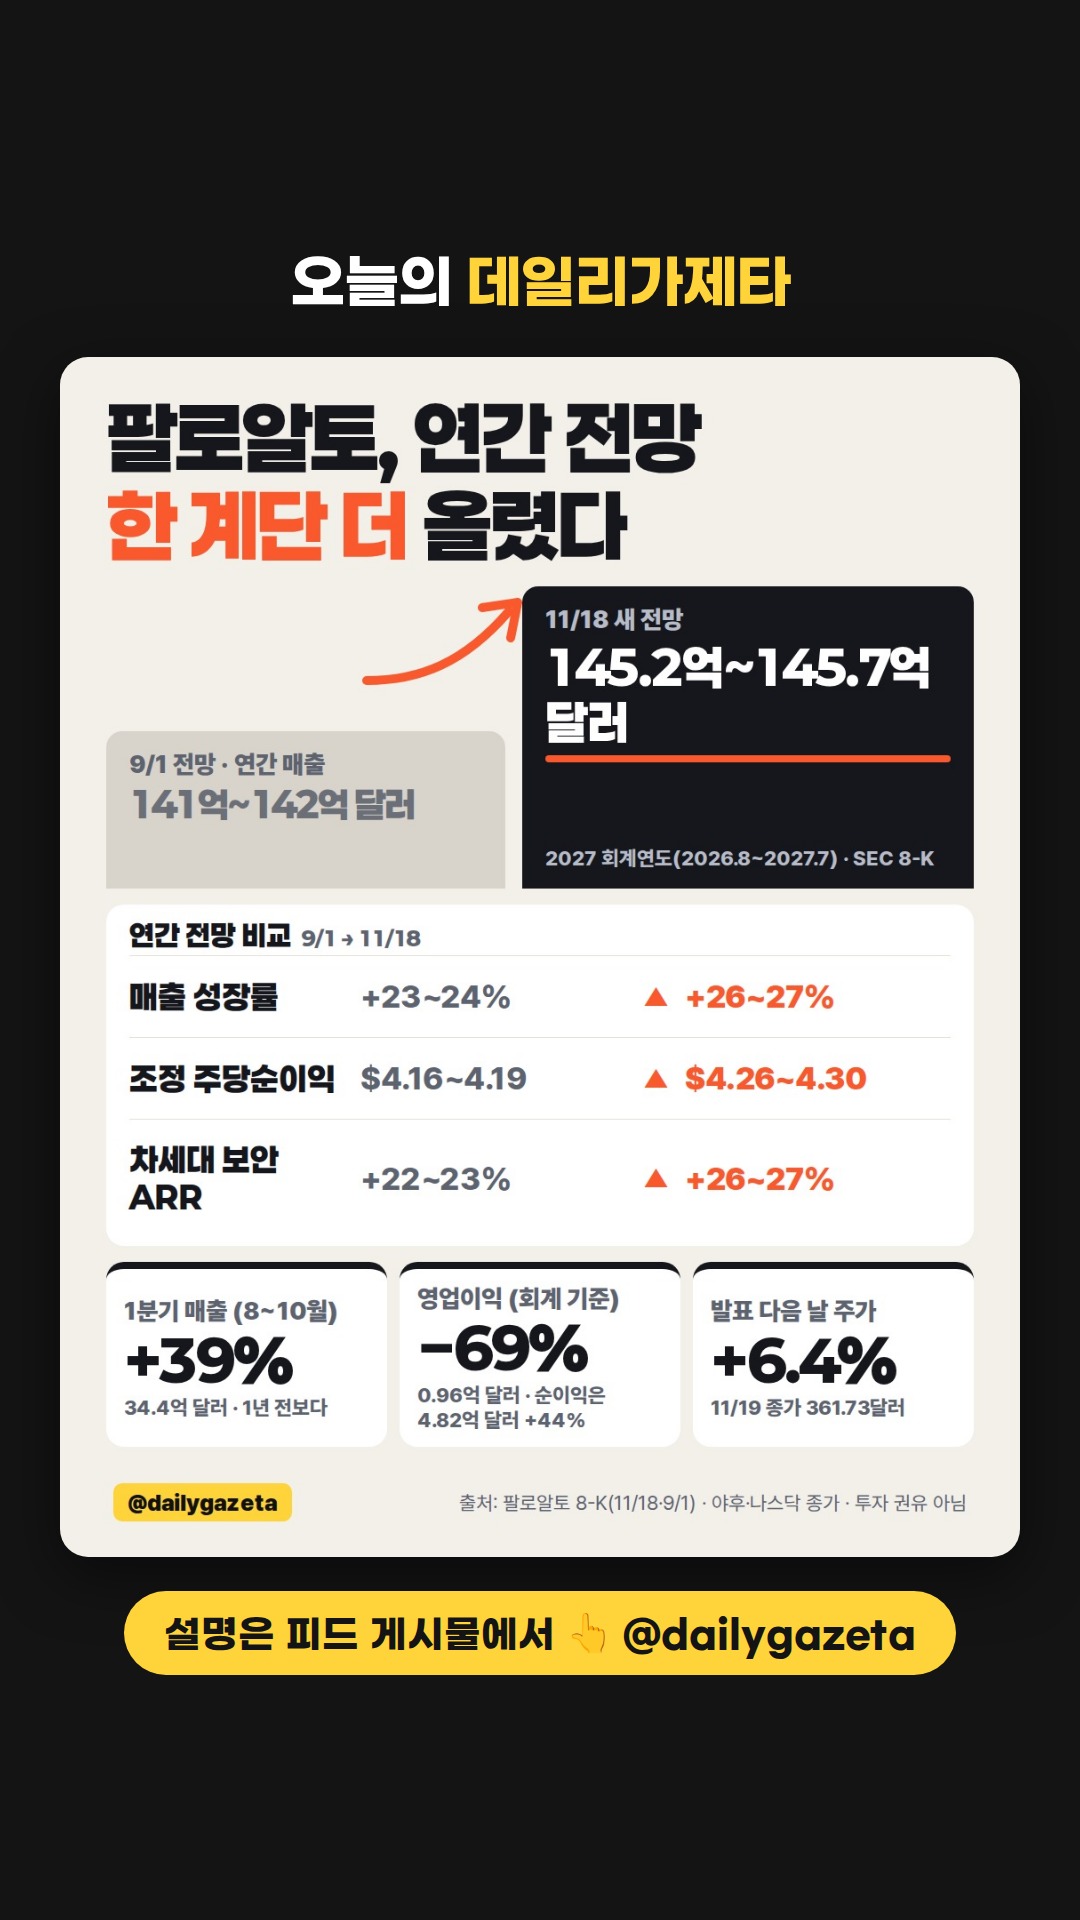 오늘의 데일리가제타
팔로알토, 연간 전망
한 계단 더 올렸다
11/18 새 전망
145.2억~145.7억
달러
2027 회계연도(2026.8~2027.7) · SEC 8-K
9/1 전망 · 연간 매출
141억~142억 달러
연간 전망 비교 9/1 → 11/18
매출 성장률 +23~24% ▲ +26~27%
조정 주당순이익 $4.16~4.19 ▲ $4.26~4.30
차세대 보안
ARR +22~23% ▲ +26~27%
1분기 매출 (8~10월)
+39%
34.4억 달러 · 1년 전보다
영업이익 (회계 기준)
−69%
0.96억 달러 · 순이익은
4.82억 달러 +44%
발표 다음 날 주가
+6.4%
11/19 종가 361.73달러
@dailygazeta
출처: 팔로알토 8-K(11/18·9/1) · 야후·나스닥 종가 · 투자 권유 아님
설명은 피드 게시물에서 👆 @dailygazeta